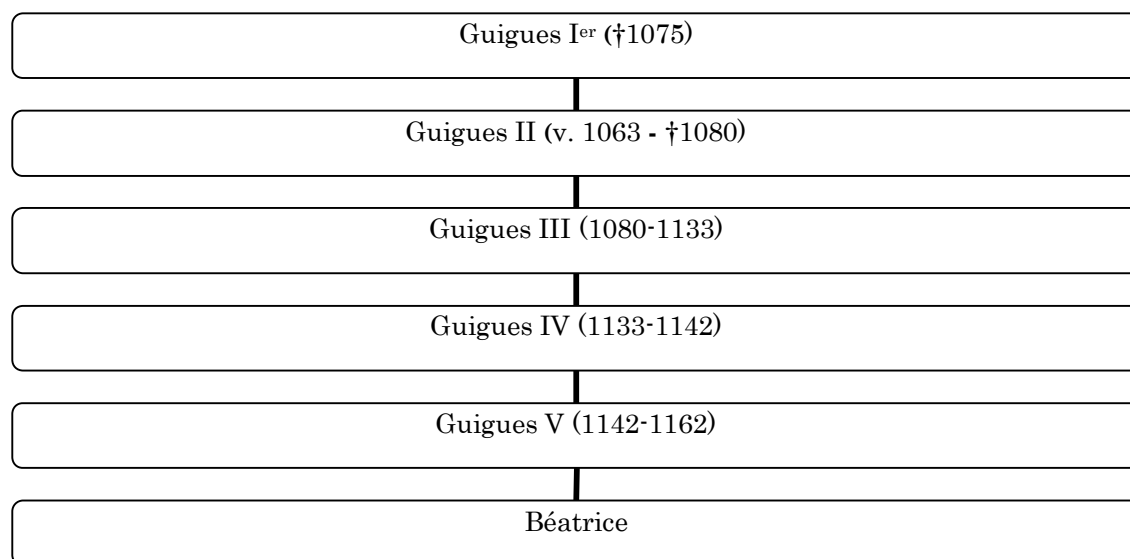 Guigues Iᵉʳ (†1075)
Guigues II (v. 1063 - †1080)
Guigues III (1080-1133)
Guigues IV (1133-1142)
Guigues V (1142-1162)
Béatrice